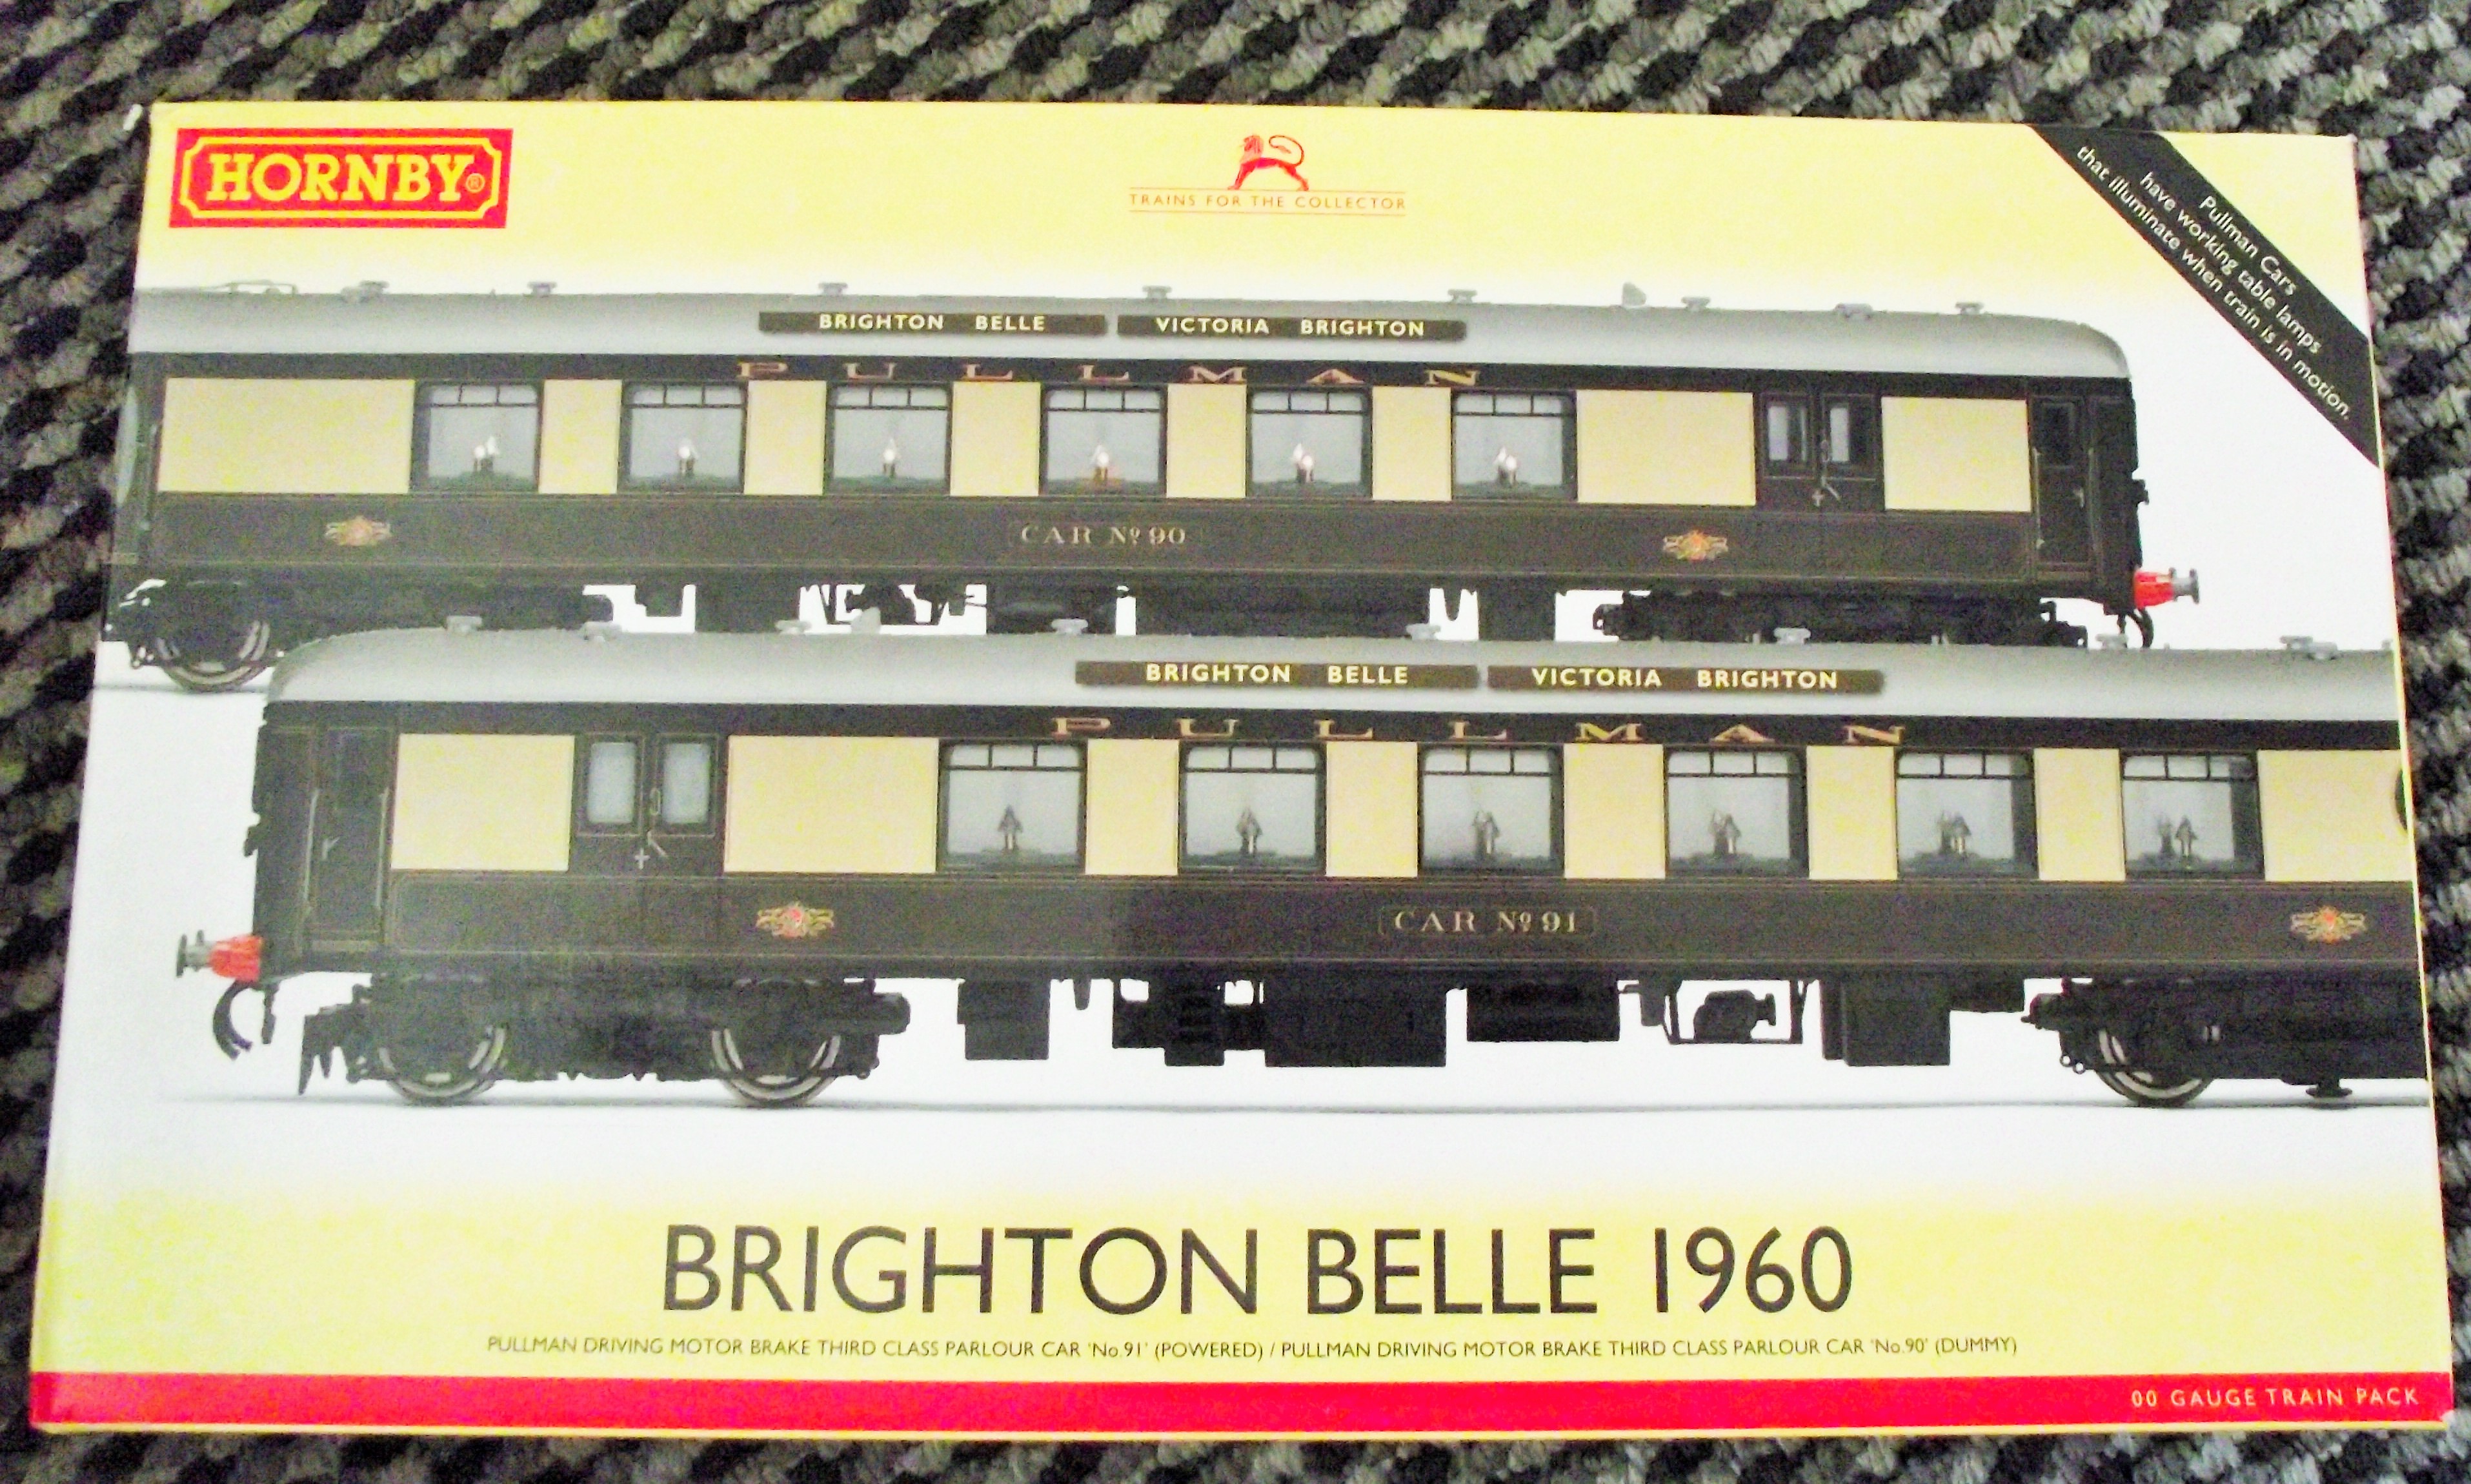 HORNBY®
TRAINS FOR THE COLLECTOR
Pullman Cars
have working table lamps
that illuminate when train is in motion.
BRIGHTON BELLE VICTORIA BRIGHTON
PULLMAN
CAR Nº 90
BRIGHTON BELLE VICTORIA BRIGHTON
PULLMAN
CAR Nº 91
BRIGHTON BELLE 1960
PULLMAN DRIVING MOTOR BRAKE THIRD CLASS PARLOUR CAR 'No.91' (POWERED) / PULLMAN DRIVING MOTOR BRAKE THIRD CLASS PARLOUR CAR 'No.90' (DUMMY)
00 GAUGE TRAIN PACK